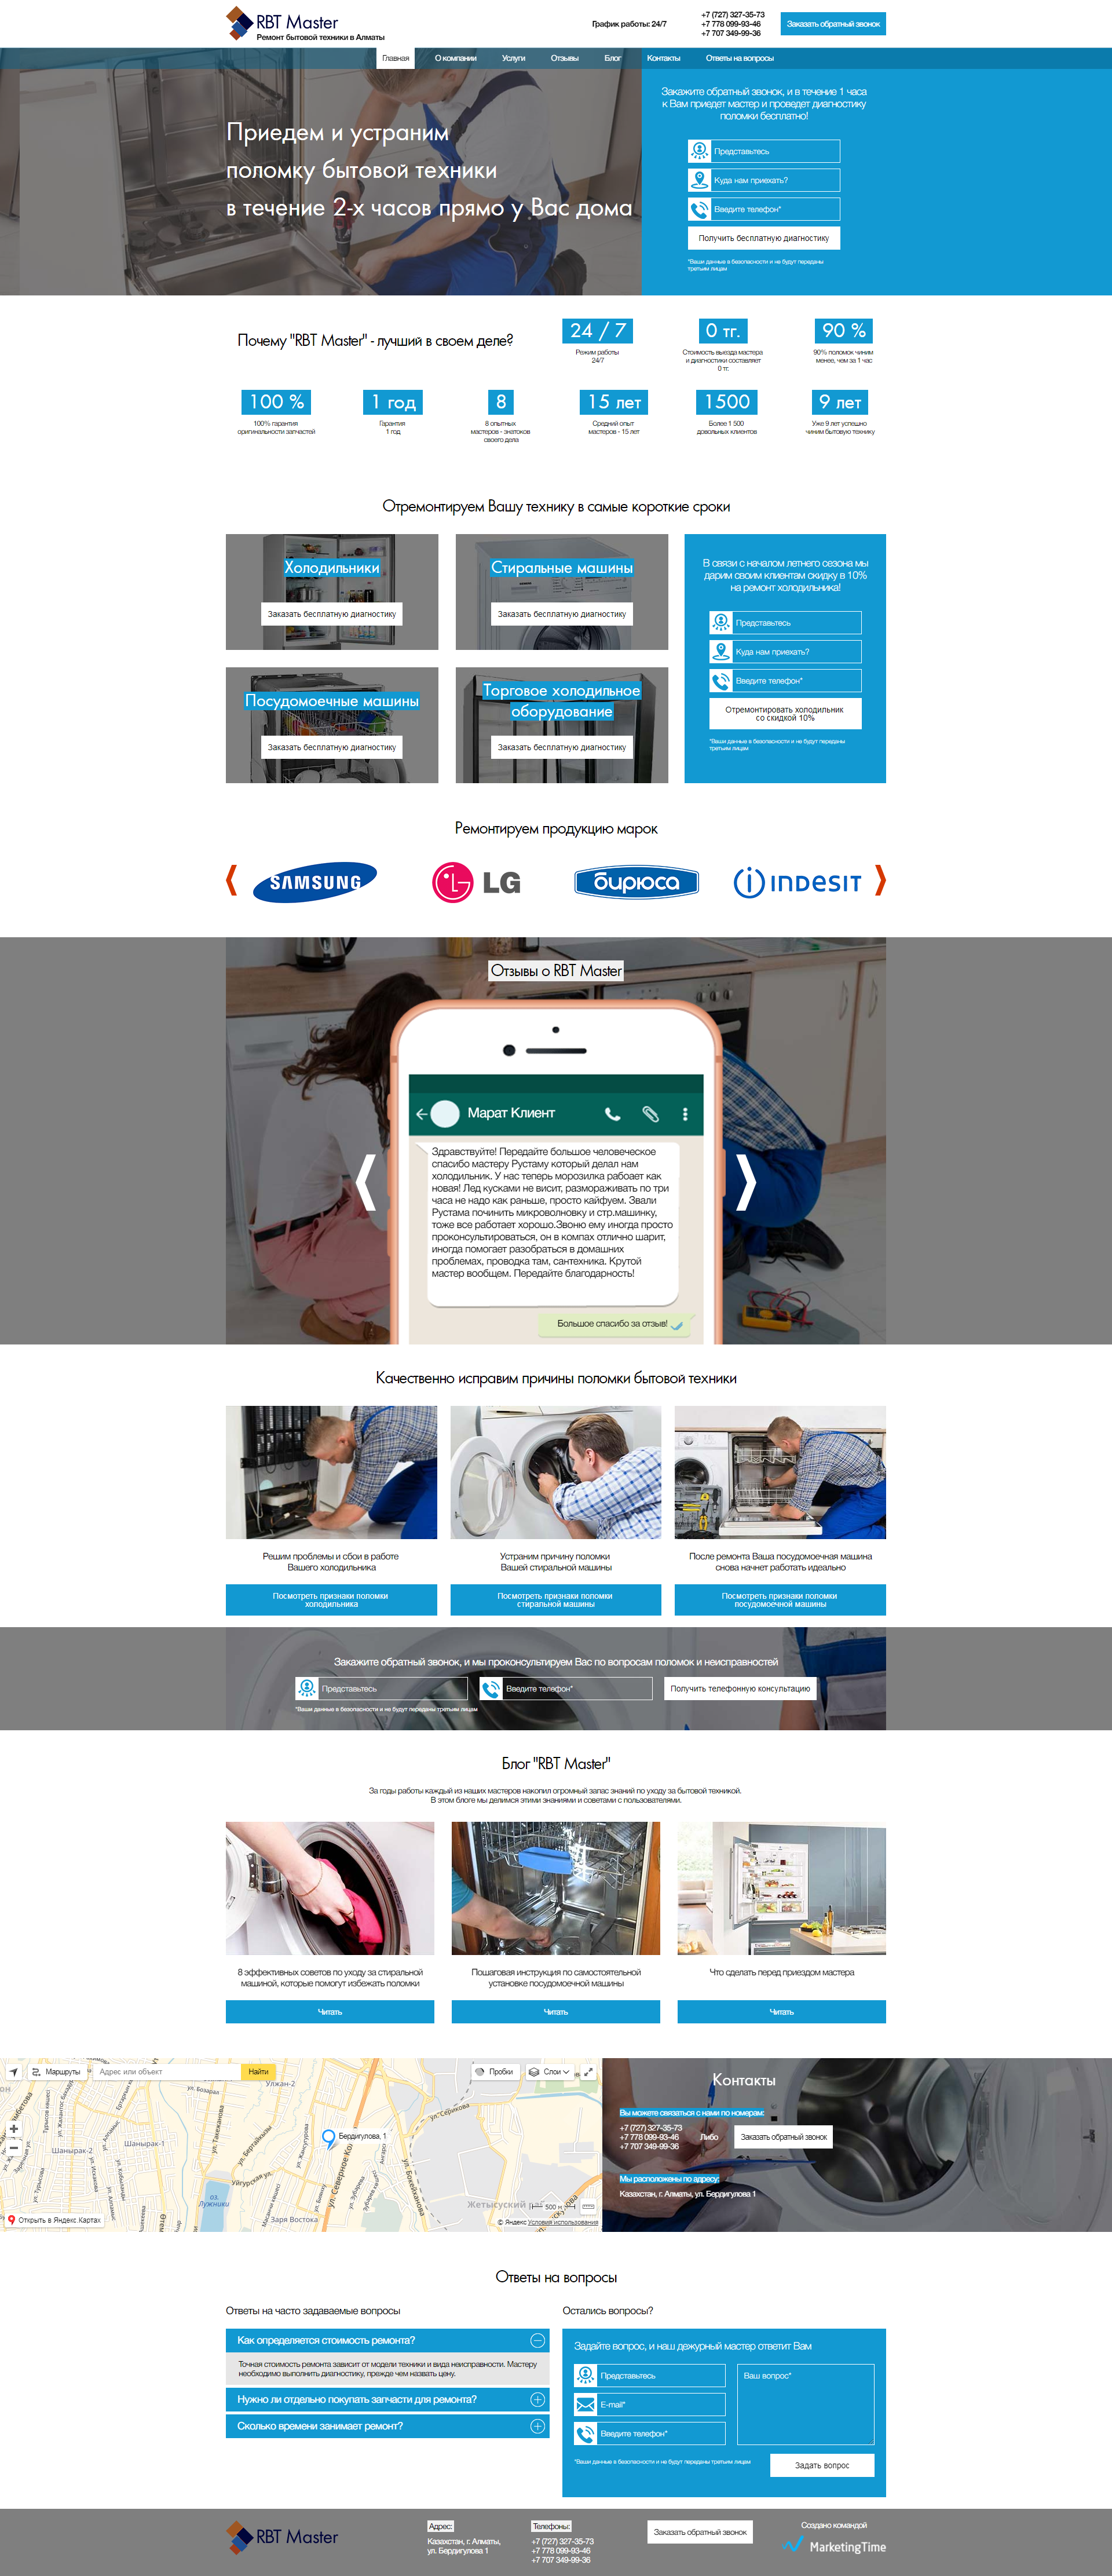 RBT Master
Ремонт бытовой техники в Алматы
График работы: 24/7
+7 (727) 327-35-73
+7 778 099-93-46
+7 707 349-99-36
Заказать обратный звонок
Главная
О компании
Услуги
Отзывы
Блог
Контакты
Ответы на вопросы
Приедем и устраним
поломку бытовой техники
в течение 2-х часов прямо у Вас дома
Закажите обратный звонок, и в течение 1 часа
к Вам приедет мастер и проведет диагностику
поломки бесплатно!
Представьтесь
Куда нам приехать?
Введите телефон*
Получить бесплатную диагностику
*Ваши данные в безопасности и не будут переданы
третьим лицам
Почему "RBT Master" - лучший в своем деле?
24 / 7
Режим работы
24/7
0 тг.
Стоимость выезда мастера
и диагностики составляет
0 тг.
90 %
90% поломок чиним
менее, чем за 1 час
100 %
100% гарантия
оригинальности запчастей
1 год
Гарантия
1 год
8
8 опытных
мастеров - знатоков
своего дела
15 лет
Средний опыт
мастеров - 15 лет
1500
Более 1 500
довольных клиентов
9 лет
Уже 9 лет успешно
чиним бытовую технику
Отремонтируем Вашу технику в самые короткие сроки
Холодильники
Заказать бесплатную диагностику
Стиральные машины
Заказать бесплатную диагностику
Посудомоечные машины
Заказать бесплатную диагностику
Торговое холодильное
оборудование
Заказать бесплатную диагностику
В связи с началом летнего сезона мы
дарим своим клиентам скидку в 10%
на ремонт холодильника!
Представьтесь
Куда нам приехать?
Введите телефон*
Отремонтировать холодильник
со скидкой 10%
*Ваши данные в безопасности и не будут переданы
третьим лицам
Ремонтируем продукцию марок
SAMSUNG
LG
бирюса
INDESIT
Отзывы о RBT Master
Марат Клиент
Здравствуйте! Передайте большое человеческое
спасибо мастеру Рустаму который делал нам
холодильник. У нас теперь морозилка рабоает как
новая! Лед кусками не висит, размораживать по три
часа не надо как раньше, просто кайфуем. Звали
Рустама починить микроволновку и стр.машинку,
тоже все работает хорошо.Звоню ему иногда просто
проконсультироваться, он в компах отлично шарит,
иногда помогает разобраться в домашних
проблемах, проводка там, сантехника. Крутой
мастер вообщем. Передайте благодарность!
Большое спасибо за отзыв!
Качественно исправим причины поломки бытовой техники
Решим проблемы и сбои в работе
Вашего холодильника
Посмотреть признаки поломки
холодильника
Устраним причину поломки
Вашей стиральной машины
Посмотреть признаки поломки
стиральной машины
После ремонта Ваша посудомоечная машина
снова начнет работать идеально
Посмотреть признаки поломки
посудомоечной машины
Закажите обратный звонок, и мы проконсультируем Вас по вопросам поломок и неисправностей
Представьтесь
Введите телефон*
Получить телефонную консультацию
*Ваши данные в безопасности и не будут переданы третьим лицам
Блог "RBT Master"
За годы работы каждый из наших мастеров накопил огромный запас знаний по уходу за бытовой техникой.
В этом блоге мы делимся этими знаниями и советами с пользователями.
8 эффективных советов по уходу за стиральной
машиной, которые помогут избежать поломки
Читать
Пошаговая инструкция по самостоятельной
установке посудомоечной машины
Читать
Что сделать перед приездом мастера
Читать
Маршруты
Адрес или объект
Найти
Пробки
Слои
Улжан-2
Шанырак-2
Шанырак-1
Бердигулова, 1
ул. Серикова
Уйгурская ул.
оз.
Лужники
Заря Востока
Жетысуский р
500 м
Открыть в Яндекс.Картах
© Яндекс Условия использования
Контакты
Вы можете связаться с нами по номерам:
+7 (727) 327-35-73
+7 778 099-93-46
+7 707 349-99-36
Либо
Заказать обратный звонок
Мы расположены по адресу:
Казахстан, г. Алматы, ул. Бердигулова 1
Ответы на вопросы
Ответы на часто задаваемые вопросы
Как определяется стоимость ремонта?
Точная стоимость ремонта зависит от модели техники и вида неисправности. Мастеру
необходимо выполнить диагностику, прежде чем назвать цену.
Нужно ли отдельно покупать запчасти для ремонта?
Сколько времени занимает ремонт?
Остались вопросы?
Задайте вопрос, и наш дежурный мастер ответит Вам
Представьтесь
E-mail*
Введите телефон*
Ваш вопрос*
*Ваши данные в безопасности и не будут переданы третьим лицам
Задать вопрос
RBT Master
Адрес:
Казахстан, г. Алматы,
ул. Бердигулова 1
Телефоны:
+7 (727) 327-35-73
+7 778 099-93-46
+7 707 349-99-36
Заказать обратный звонок
Создано командой
MarketingTime